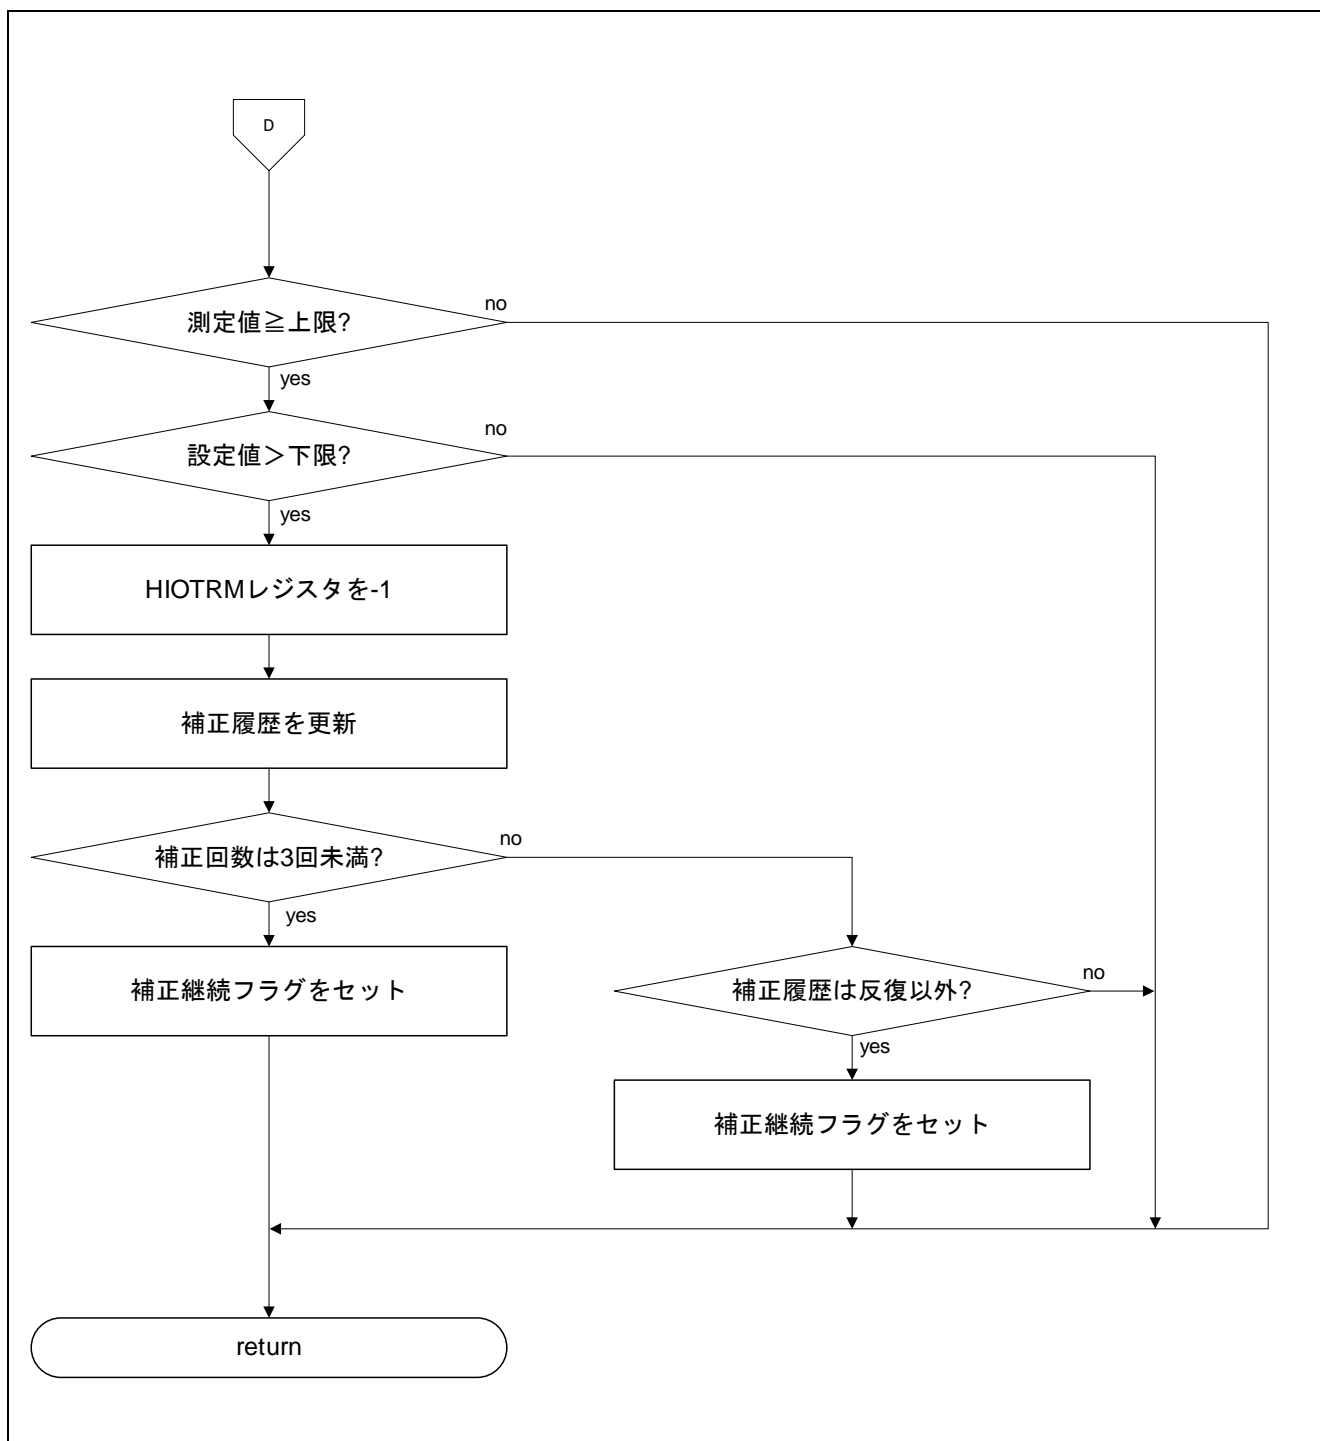 D
測定値≧上限?
no
yes
設定値＞下限?
no
yes
HIOTRMレジスタを-1
補正履歴を更新
補正回数は3回未満?
no
yes
補正継続フラグをセット
補正履歴は反復以外?
no
yes
補正継続フラグをセット
return